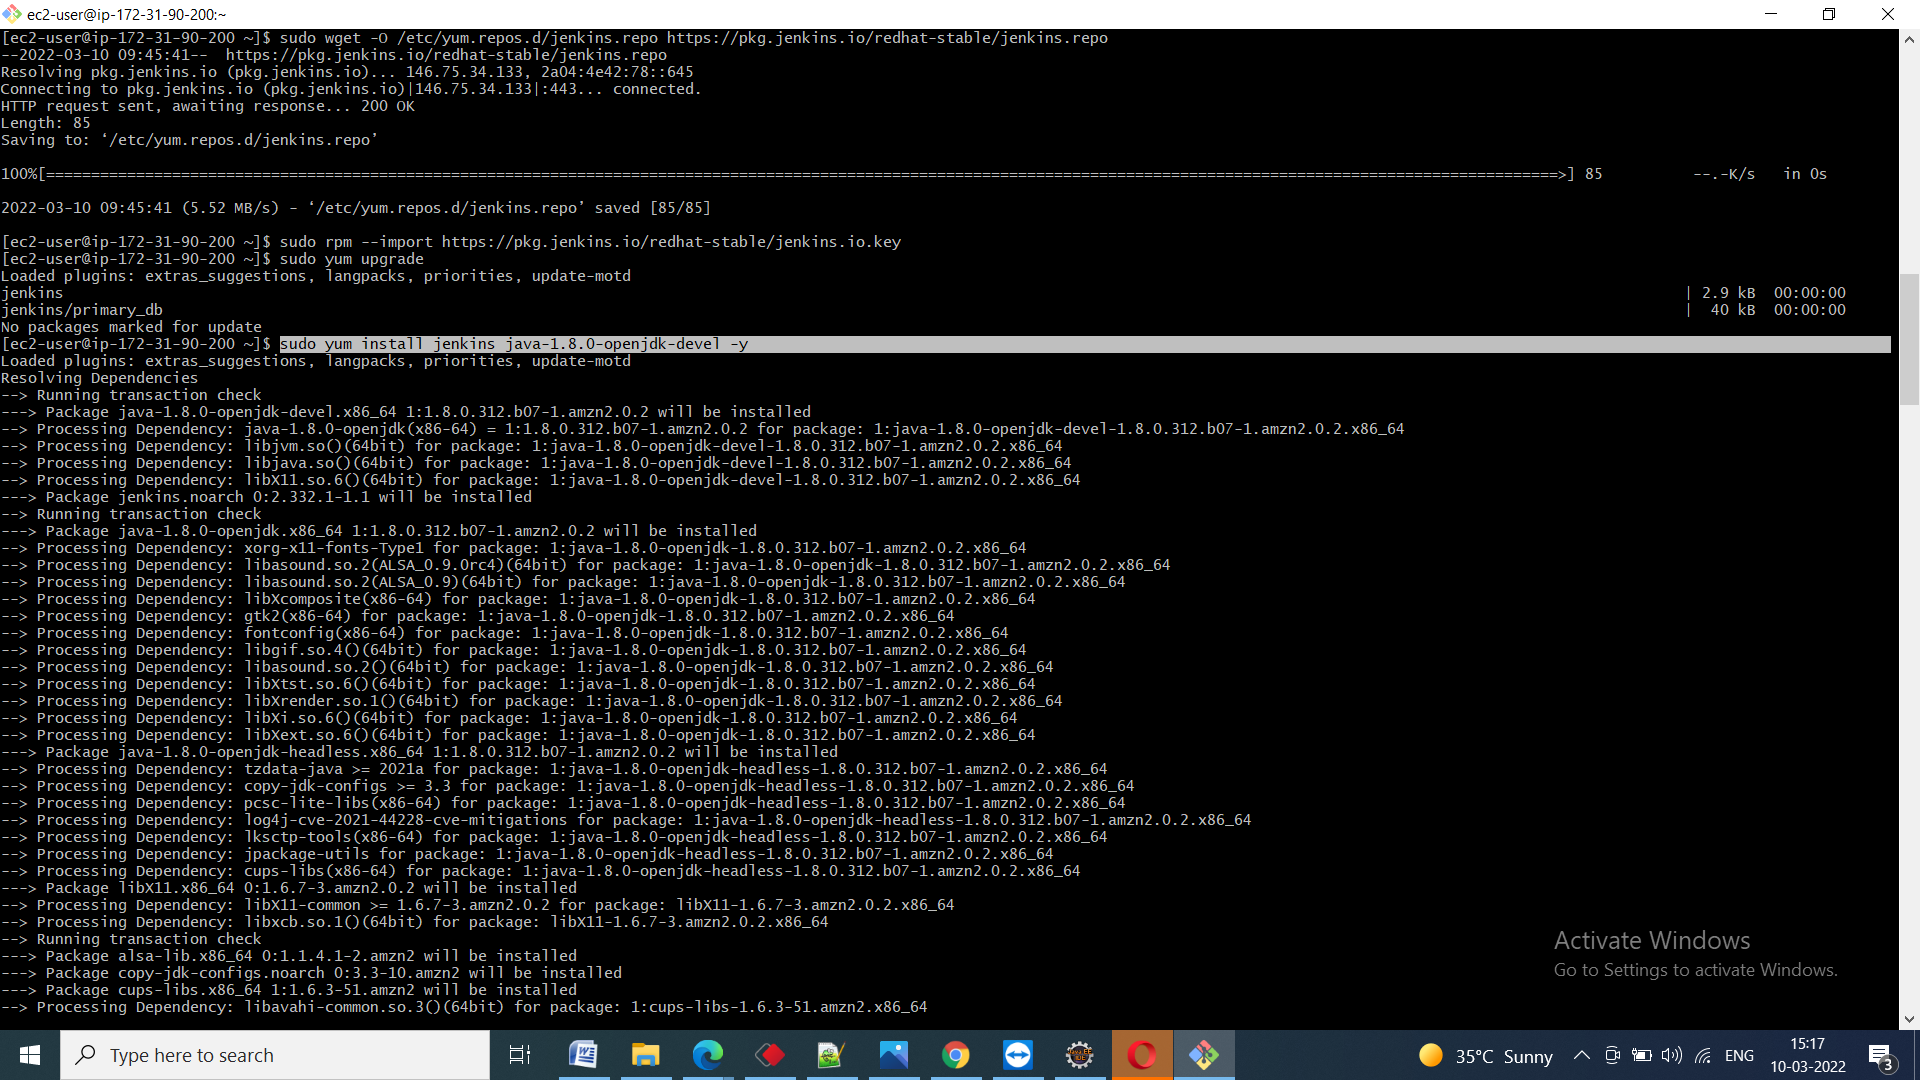 ec2-user@ip-172-31-90-200:~
[ec2-user@ip-172-31-90-200 ~]$ sudo wget -O /etc/yum.repos.d/jenkins.repo https://pkg.jenkins.io/redhat-stable/jenkins.repo
--2022-03-10 09:45:41--  https://pkg.jenkins.io/redhat-stable/jenkins.repo
Resolving pkg.jenkins.io (pkg.jenkins.io)... 146.75.34.133, 2a04:4e42:78::645
Connecting to pkg.jenkins.io (pkg.jenkins.io)|146.75.34.133|:443... connected.
HTTP request sent, awaiting response... 200 OK
Length: 85
Saving to: ‘/etc/yum.repos.d/jenkins.repo’
100%[========================================================================================================================================================================>] 85          --.-K/s   in 0s
2022-03-10 09:45:41 (5.52 MB/s) - ‘/etc/yum.repos.d/jenkins.repo’ saved [85/85]
[ec2-user@ip-172-31-90-200 ~]$ sudo rpm --import https://pkg.jenkins.io/redhat-stable/jenkins.io.key
[ec2-user@ip-172-31-90-200 ~]$ sudo yum upgrade
Loaded plugins: extras_suggestions, langpacks, priorities, update-motd
jenkins | 2.9 kB  00:00:00
jenkins/primary_db |  40 kB  00:00:00
No packages marked for update
[ec2-user@ip-172-31-90-200 ~]$ sudo yum install jenkins java-1.8.0-openjdk-devel -y
Loaded plugins: extras_suggestions, langpacks, priorities, update-motd
Resolving Dependencies
--> Running transaction check
---> Package java-1.8.0-openjdk-devel.x86_64 1:1.8.0.312.b07-1.amzn2.0.2 will be installed
--> Processing Dependency: java-1.8.0-openjdk(x86-64) = 1:1.8.0.312.b07-1.amzn2.0.2 for package: 1:java-1.8.0-openjdk-devel-1.8.0.312.b07-1.amzn2.0.2.x86_64
--> Processing Dependency: libjvm.so()(64bit) for package: 1:java-1.8.0-openjdk-devel-1.8.0.312.b07-1.amzn2.0.2.x86_64
--> Processing Dependency: libjava.so()(64bit) for package: 1:java-1.8.0-openjdk-devel-1.8.0.312.b07-1.amzn2.0.2.x86_64
--> Processing Dependency: libX11.so.6()(64bit) for package: 1:java-1.8.0-openjdk-devel-1.8.0.312.b07-1.amzn2.0.2.x86_64
---> Package jenkins.noarch 0:2.332.1-1.1 will be installed
--> Running transaction check
---> Package java-1.8.0-openjdk.x86_64 1:1.8.0.312.b07-1.amzn2.0.2 will be installed
--> Processing Dependency: xorg-x11-fonts-Type1 for package: 1:java-1.8.0-openjdk-1.8.0.312.b07-1.amzn2.0.2.x86_64
--> Processing Dependency: libasound.so.2(ALSA_0.9.0rc4)(64bit) for package: 1:java-1.8.0-openjdk-1.8.0.312.b07-1.amzn2.0.2.x86_64
--> Processing Dependency: libasound.so.2(ALSA_0.9)(64bit) for package: 1:java-1.8.0-openjdk-1.8.0.312.b07-1.amzn2.0.2.x86_64
--> Processing Dependency: libXcomposite(x86-64) for package: 1:java-1.8.0-openjdk-1.8.0.312.b07-1.amzn2.0.2.x86_64
--> Processing Dependency: gtk2(x86-64) for package: 1:java-1.8.0-openjdk-1.8.0.312.b07-1.amzn2.0.2.x86_64
--> Processing Dependency: fontconfig(x86-64) for package: 1:java-1.8.0-openjdk-1.8.0.312.b07-1.amzn2.0.2.x86_64
--> Processing Dependency: libgif.so.4()(64bit) for package: 1:java-1.8.0-openjdk-1.8.0.312.b07-1.amzn2.0.2.x86_64
--> Processing Dependency: libasound.so.2()(64bit) for package: 1:java-1.8.0-openjdk-1.8.0.312.b07-1.amzn2.0.2.x86_64
--> Processing Dependency: libXtst.so.6()(64bit) for package: 1:java-1.8.0-openjdk-1.8.0.312.b07-1.amzn2.0.2.x86_64
--> Processing Dependency: libXrender.so.1()(64bit) for package: 1:java-1.8.0-openjdk-1.8.0.312.b07-1.amzn2.0.2.x86_64
--> Processing Dependency: libXi.so.6()(64bit) for package: 1:java-1.8.0-openjdk-1.8.0.312.b07-1.amzn2.0.2.x86_64
--> Processing Dependency: libXext.so.6()(64bit) for package: 1:java-1.8.0-openjdk-1.8.0.312.b07-1.amzn2.0.2.x86_64
---> Package java-1.8.0-openjdk-headless.x86_64 1:1.8.0.312.b07-1.amzn2.0.2 will be installed
--> Processing Dependency: tzdata-java >= 2021a for package: 1:java-1.8.0-openjdk-headless-1.8.0.312.b07-1.amzn2.0.2.x86_64
--> Processing Dependency: copy-jdk-configs >= 3.3 for package: 1:java-1.8.0-openjdk-headless-1.8.0.312.b07-1.amzn2.0.2.x86_64
--> Processing Dependency: pcsc-lite-libs(x86-64) for package: 1:java-1.8.0-openjdk-headless-1.8.0.312.b07-1.amzn2.0.2.x86_64
--> Processing Dependency: log4j-cve-2021-44228-cve-mitigations for package: 1:java-1.8.0-openjdk-headless-1.8.0.312.b07-1.amzn2.0.2.x86_64
--> Processing Dependency: lksctp-tools(x86-64) for package: 1:java-1.8.0-openjdk-headless-1.8.0.312.b07-1.amzn2.0.2.x86_64
--> Processing Dependency: jpackage-utils for package: 1:java-1.8.0-openjdk-headless-1.8.0.312.b07-1.amzn2.0.2.x86_64
--> Processing Dependency: cups-libs(x86-64) for package: 1:java-1.8.0-openjdk-headless-1.8.0.312.b07-1.amzn2.0.2.x86_64
---> Package libX11.x86_64 0:1.6.7-3.amzn2.0.2 will be installed
--> Processing Dependency: libX11-common >= 1.6.7-3.amzn2.0.2 for package: libX11-1.6.7-3.amzn2.0.2.x86_64
--> Processing Dependency: libxcb.so.1()(64bit) for package: libX11-1.6.7-3.amzn2.0.2.x86_64
--> Running transaction check
---> Package alsa-lib.x86_64 0:1.1.4.1-2.amzn2 will be installed
---> Package copy-jdk-configs.noarch 0:3.3-10.amzn2 will be installed
---> Package cups-libs.x86_64 1:1.6.3-51.amzn2 will be installed
--> Processing Dependency: libavahi-common.so.3()(64bit) for package: 1:cups-libs-1.6.3-51.amzn2.x86_64
Activate Windows
Go to Settings to activate Windows.
Type here to search
35°C Sunny
ENG
15:17
10-03-2022
3